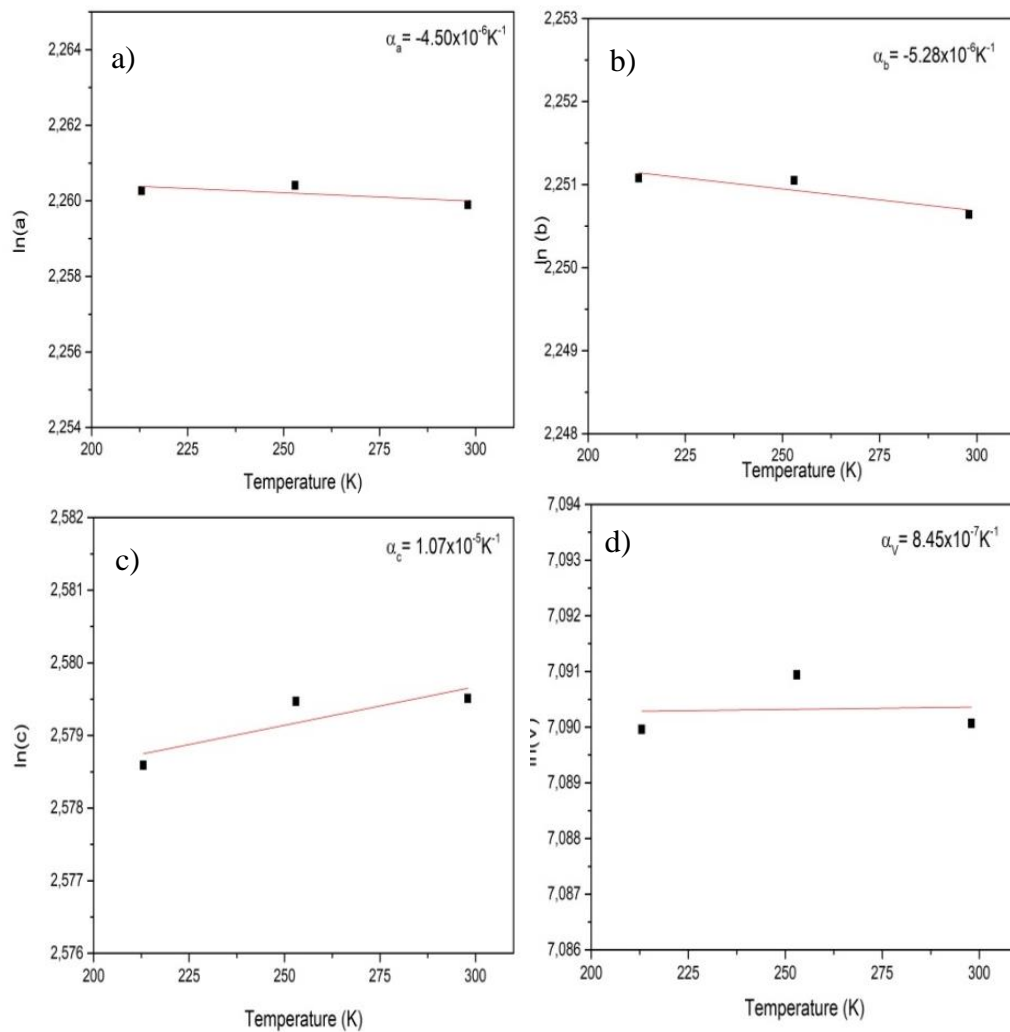 a)
αa= -4.50x10-6K-1
2,264
2,262
2,260
2,258
2,256
2,254
ln(a)
200 225 250 275 300
Temperature (K)
b)
αb= -5.28x10-6K-1
2,253
2,252
2,251
2,250
2,249
2,248
ln (b)
200 225 250 275 300
Temperature (K)
c)
αc= 1.07x10-5K-1
2,582
2,581
2,580
2,579
2,578
2,577
2,576
ln(c)
200 225 250 275 300
Temperature (K)
d)
αV= 8.45x10-7K-1
7,094
7,093
7,092
7,091
7,090
7,089
7,088
7,087
7,086
ln(V)
200 225 250 275 300
Temperature (K)